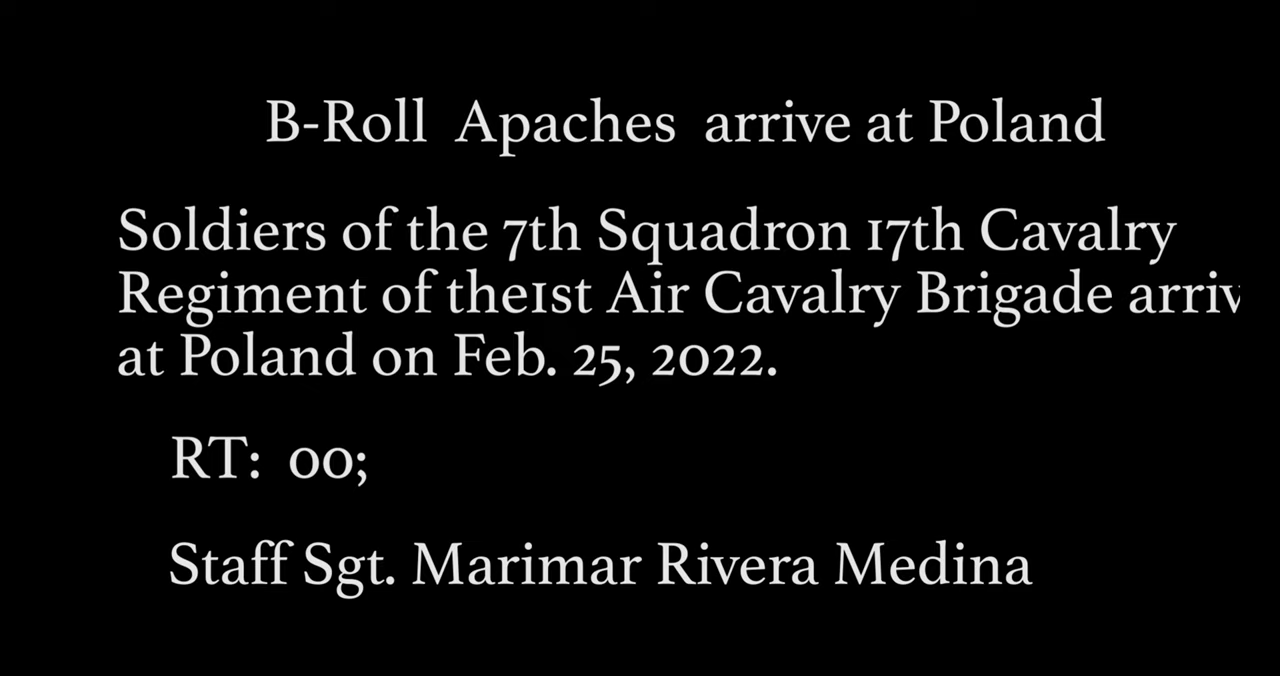 B-Roll  Apaches  arrive at Poland
Soldiers of the 7th Squadron 17th Cavalry
Regiment of the1st Air Cavalry Brigade arriv
at Poland on Feb. 25, 2022.
RT:  00;
Staff Sgt. Marimar Rivera Medina